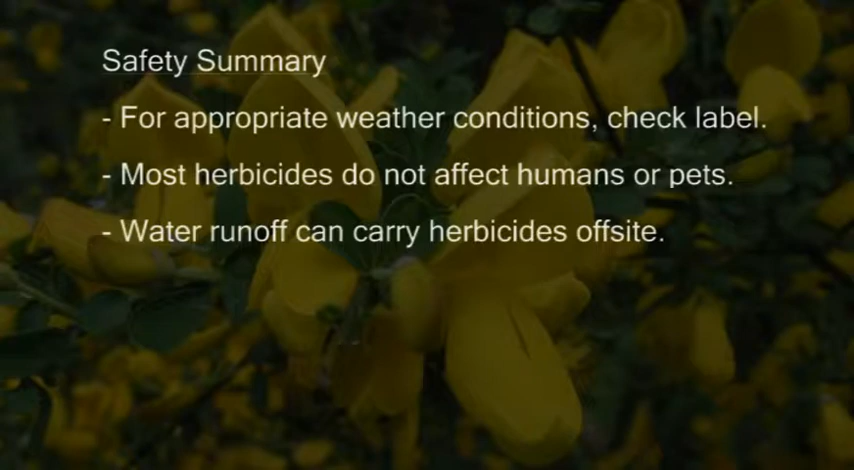 Safety Summary
- For appropriate weather conditions, check label.
- Most herbicides do not affect humans or pets.
- Water runoff can carry herbicides offsite.